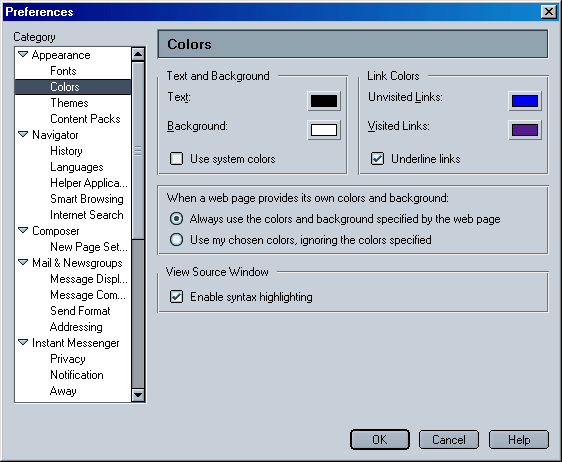 Preferences
Category
Appearance
Fonts
Colors
Themes
Content Packs
Navigator
History
Languages
Helper Applica...
Smart Browsing
Internet Search
Composer
New Page Set...
Mail & Newsgroups
Message Displ...
Message Com...
Send Format
Addressing
Instant Messenger
Privacy
Notification
Away
Colors
Text and Background
Text:
Background:
Use system colors
Link Colors
Unvisited Links:
Visited Links:
Underline links
When a web page provides its own colors and background:
Always use the colors and background specified by the web page
Use my chosen colors, ignoring the colors specified
View Source Window
Enable syntax highlighting
OK
Cancel
Help